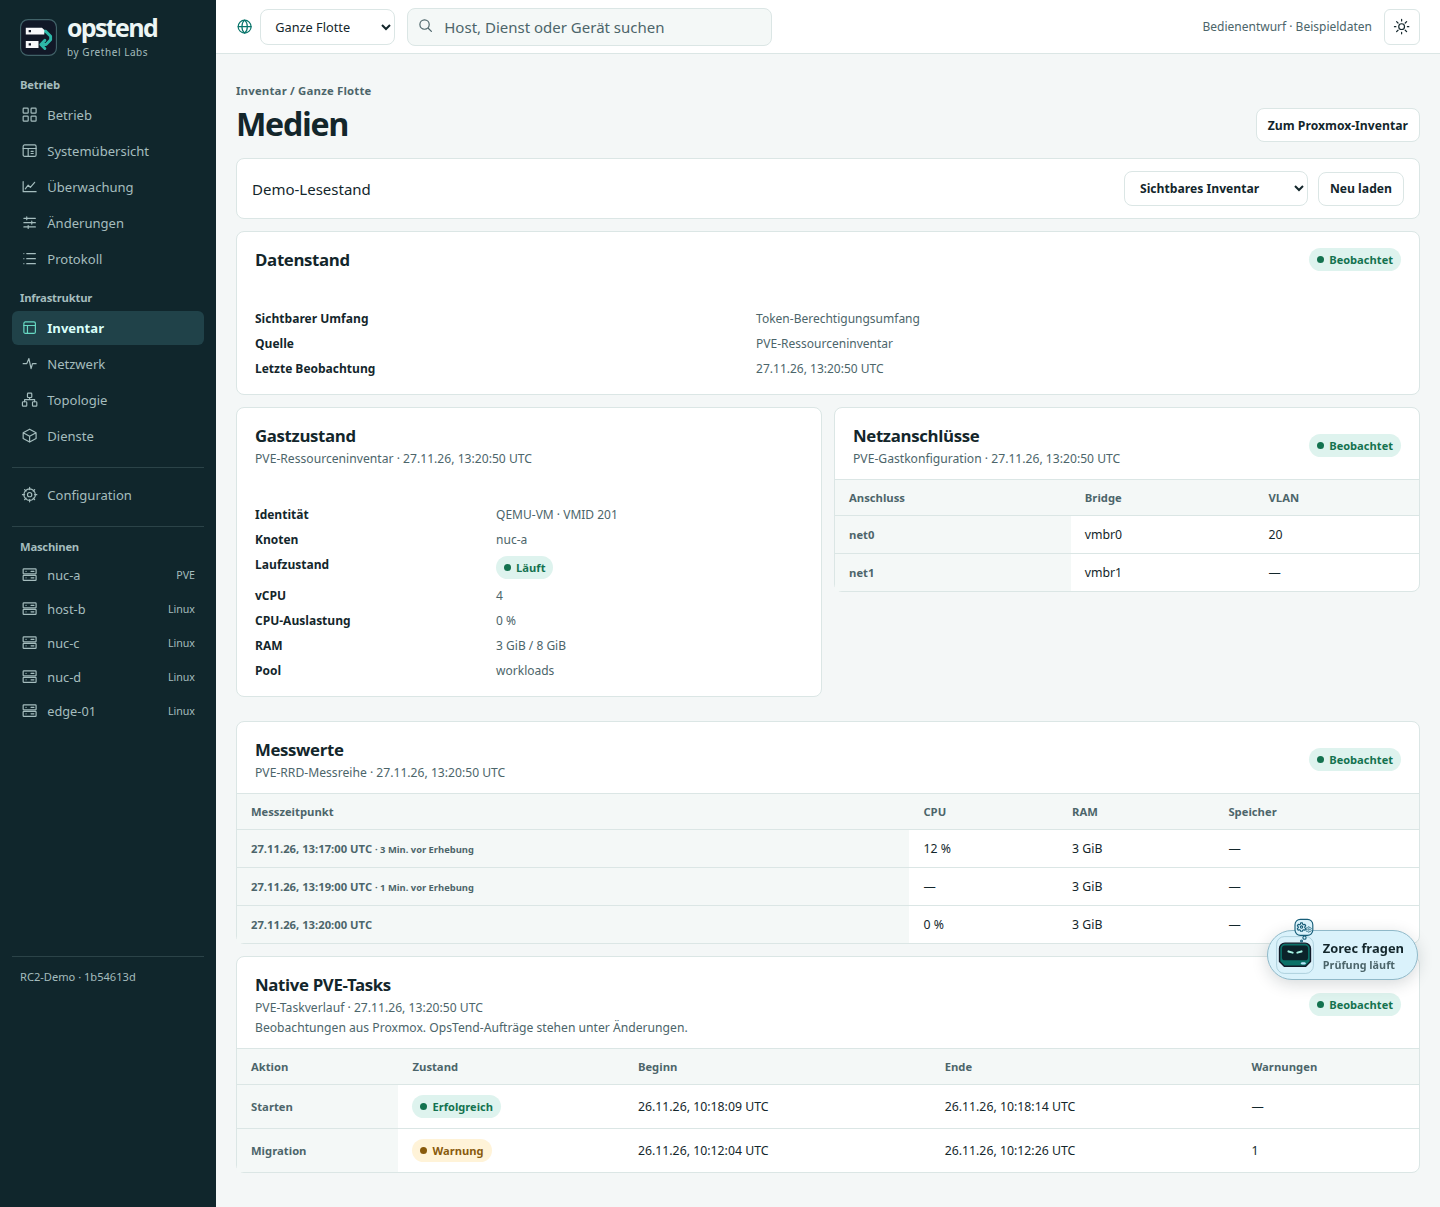 opstend
by Grethel Labs
Betrieb
Betrieb
Systemübersicht
Überwachung
Änderungen
Protokoll
Infrastruktur
Inventar
Netzwerk
Topologie
Dienste
Configuration
Maschinen
nuc-a PVE
host-b Linux
nuc-c Linux
nuc-d Linux
edge-01 Linux
RC2-Demo · 1b54613d
Ganze Flotte
Host, Dienst oder Gerät suchen
Bedienentwurf · Beispieldaten
Inventar / Ganze Flotte
Medien
Zum Proxmox-Inventar
Demo-Lesestand
Sichtbares Inventar
Neu laden
Datenstand
Beobachtet
Sichtbarer Umfang Token-Berechtigungsumfang
Quelle PVE-Ressourceninventar
Letzte Beobachtung 27.11.26, 13:20:50 UTC
Gastzustand
PVE-Ressourceninventar · 27.11.26, 13:20:50 UTC
Identität QEMU-VM · VMID 201
Knoten nuc-a
Laufzustand Läuft
vCPU 4
CPU-Auslastung 0 %
RAM 3 GiB / 8 GiB
Pool workloads
Netzanschlüsse
PVE-Gastkonfiguration · 27.11.26, 13:20:50 UTC
Beobachtet
Anschluss Bridge VLAN
net0 vmbr0 20
net1 vmbr1 —
Messwerte
PVE-RRD-Messreihe · 27.11.26, 13:20:50 UTC
Beobachtet
Messzeitpunkt CPU RAM Speicher
27.11.26, 13:17:00 UTC · 3 Min. vor Erhebung 12 % 3 GiB —
27.11.26, 13:19:00 UTC · 1 Min. vor Erhebung — 3 GiB —
27.11.26, 13:20:00 UTC 0 % 3 GiB —
Zorec fragen
Prüfung läuft
Native PVE-Tasks
PVE-Taskverlauf · 27.11.26, 13:20:50 UTC
Beobachtungen aus Proxmox. OpsTend-Aufträge stehen unter Änderungen.
Beobachtet
Aktion Zustand Beginn Ende Warnungen
Starten Erfolgreich 26.11.26, 10:18:09 UTC 26.11.26, 10:18:14 UTC —
Migration Warnung 26.11.26, 10:12:04 UTC 26.11.26, 10:12:26 UTC 1